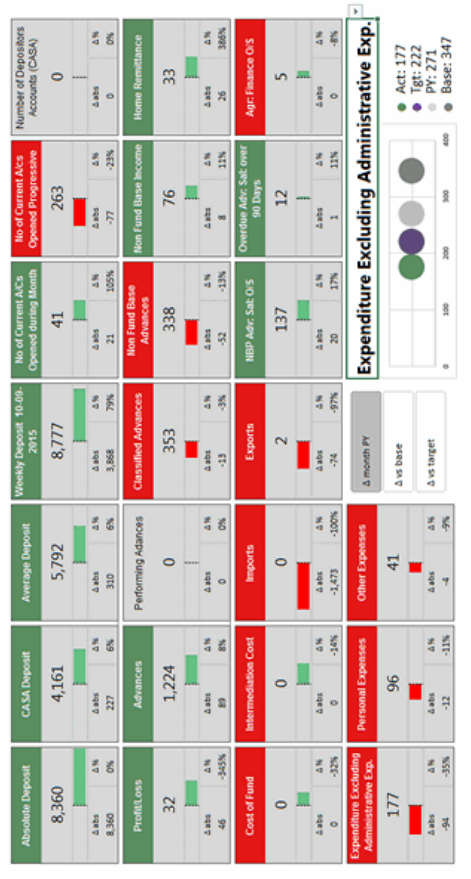 Absolute Deposit
8,360
Δ abs Δ %
8,360 0%
CASA Deposit
4,161
Δ abs Δ %
227 6%
Average Deposit
5,792
Δ abs Δ %
310 6%
Weekly Deposit 10-09-
2015
8,777
Δ abs Δ %
3,868 79%
No of Current A/Cs
Opened during Month
41
Δ abs Δ %
21 105%
No of Current A/cs
Opened Progressive
263
Δ abs Δ %
-77 -23%
Number of Depositors
Accounts (CASA)
0
Δ abs Δ %
0 0%
Profit/Loss
32
Δ abs Δ %
46 -345%
Advances
1,224
Δ abs Δ %
89 8%
Performing Adances
0
Δ abs Δ %
0 0%
Classified Advances
353
Δ abs Δ %
-13 -3%
Non Fund Base
Advances
338
Δ abs Δ %
-52 -13%
Non Fund Base Income
76
Δ abs Δ %
8 11%
Home Remittance
33
Δ abs Δ %
26 386%
Cost of Fund
0
Δ abs Δ %
0 -32%
Intermediation Cost
0
Δ abs Δ %
0 -14%
Imports
0
Δ abs Δ %
-1,473 -100%
Exports
2
Δ abs Δ %
-74 -97%
NBP Adv: Sal: O/S
137
Δ abs Δ %
20 17%
Overdue Adv: Sal: over
90 Days
12
Δ abs Δ %
1 11%
Agr: Finance O/S
5
Δ abs Δ %
0 -8%
Expenditure Excluding
Administrative Exp.
177
Δ abs Δ %
-94 -35%
Personal Expenses
96
Δ abs Δ %
-12 -11%
Other Expenses
41
Δ abs Δ %
-4 -9%
Δ month PY
Δ vs base
Δ vs target
Expenditure Excluding Administrative Exp.
Act: 177
Tgt: 222
PY: 271
Base: 347
0 100 200 300 400